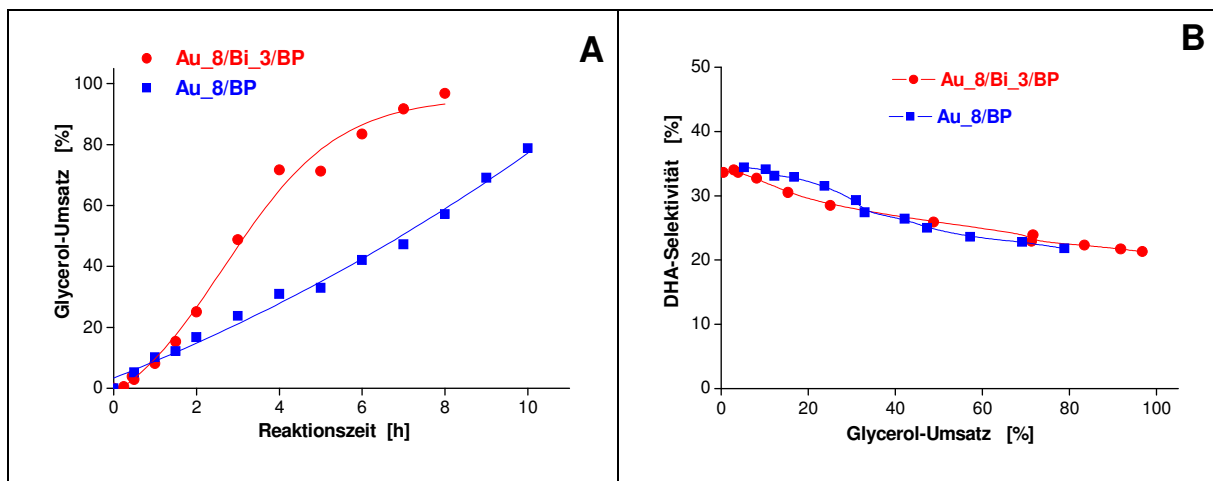 A
Au_8/Bi_3/BP
Au_8/BP
100
80
60
40
20
0
Glycerol-Umsatz [%]
0 2 4 6 8 10
Reaktionszeit [h]
B
Au_8/Bi_3/BP
Au_8/BP
50
40
30
20
10
0
DHA-Selektivität [%]
0 20 40 60 80 100
Glycerol-Umsatz [%]